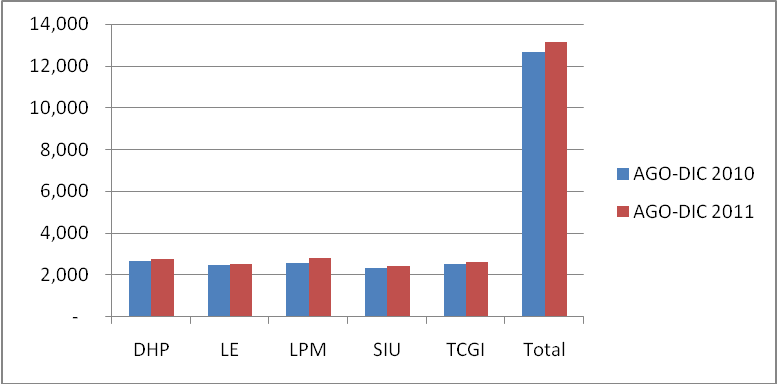 14,000
12,000
10,000
8,000
6,000
4,000
2,000
-
DHP LE LPM SIU TCGI Total
AGO-DIC 2010
AGO-DIC 2011